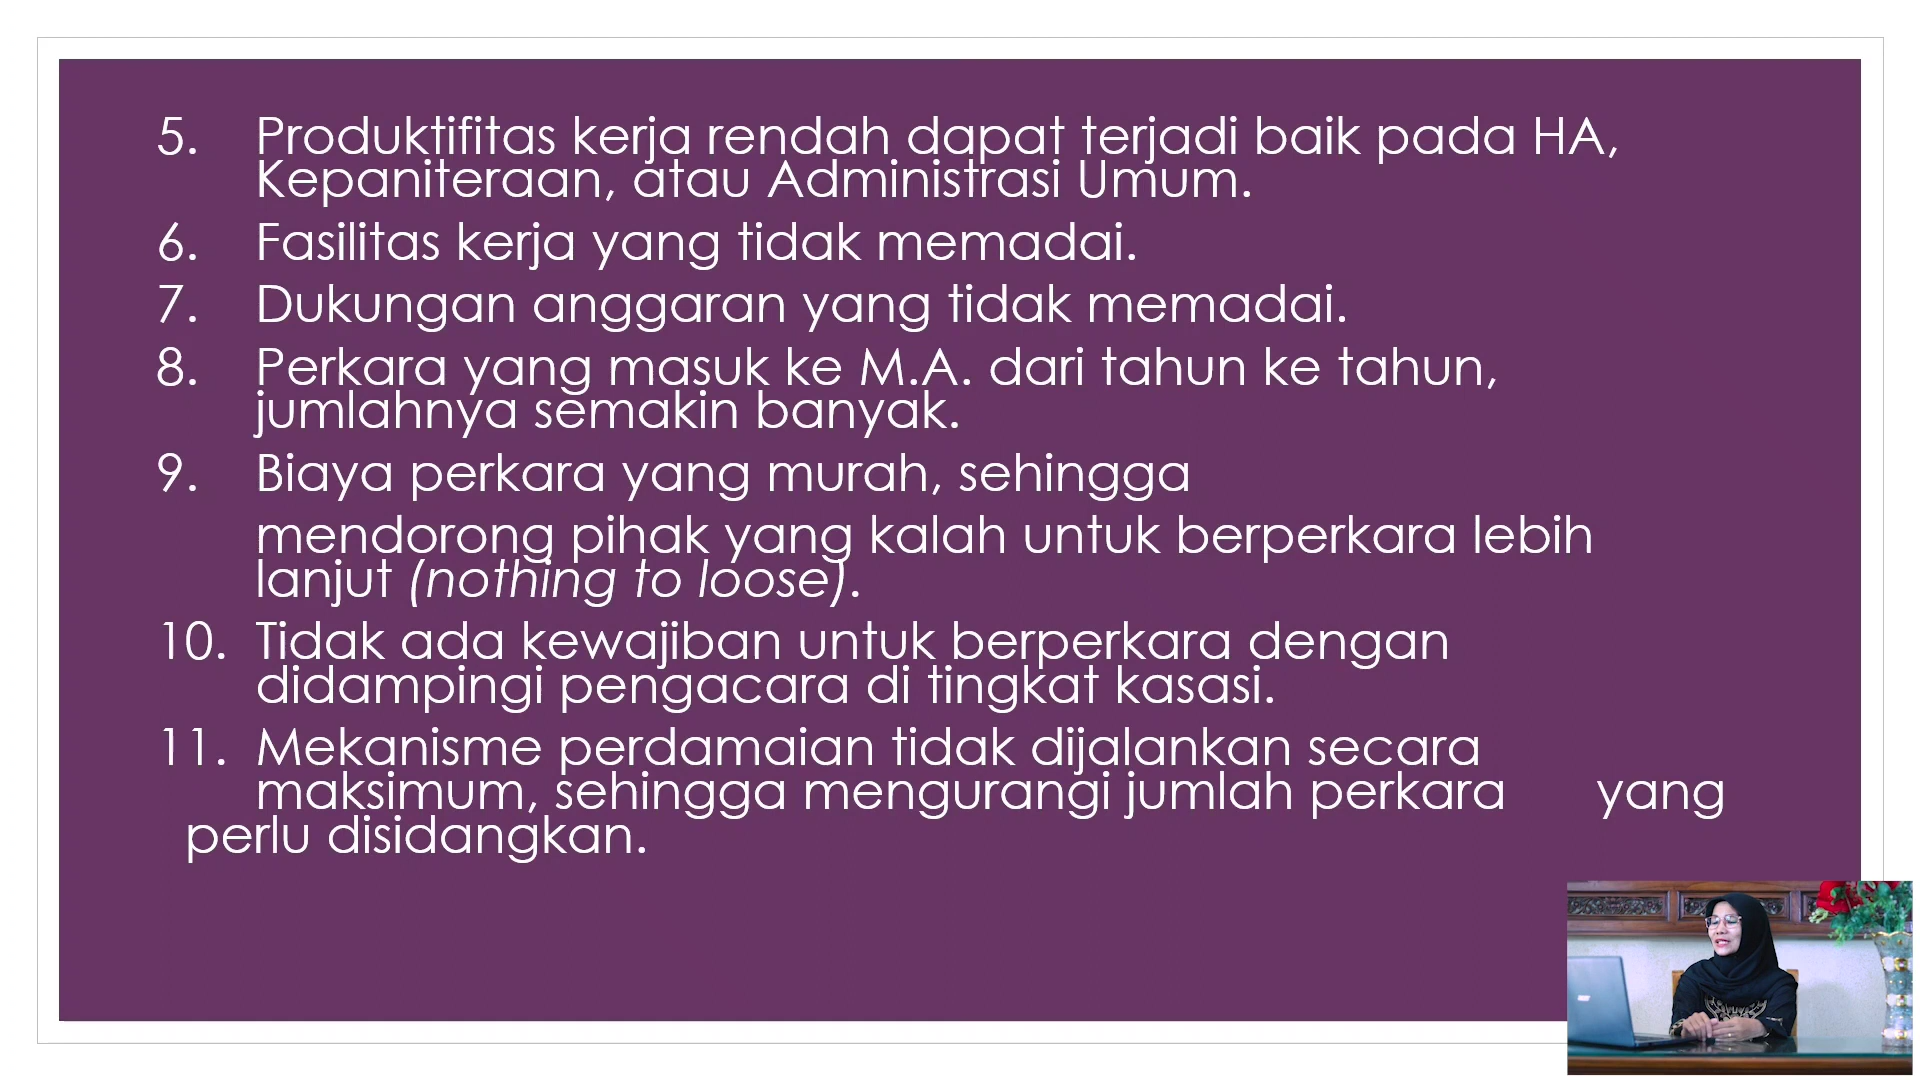 5. Produktifitas kerja rendah dapat terjadi baik pada HA,
Kepaniteraan, atau Administrasi Umum.
6. Fasilitas kerja yang tidak memadai.
7. Dukungan anggaran yang tidak memadai.
8. Perkara yang masuk ke M.A. dari tahun ke tahun,
jumlahnya semakin banyak.
9. Biaya perkara yang murah, sehingga
mendorong pihak yang kalah untuk berperkara lebih
lanjut (nothing to loose).
10. Tidak ada kewajiban untuk berperkara dengan
didampingi pengacara di tingkat kasasi.
11. Mekanisme perdamaian tidak dijalankan secara
maksimum, sehingga mengurangi jumlah perkara yang
perlu disidangkan.